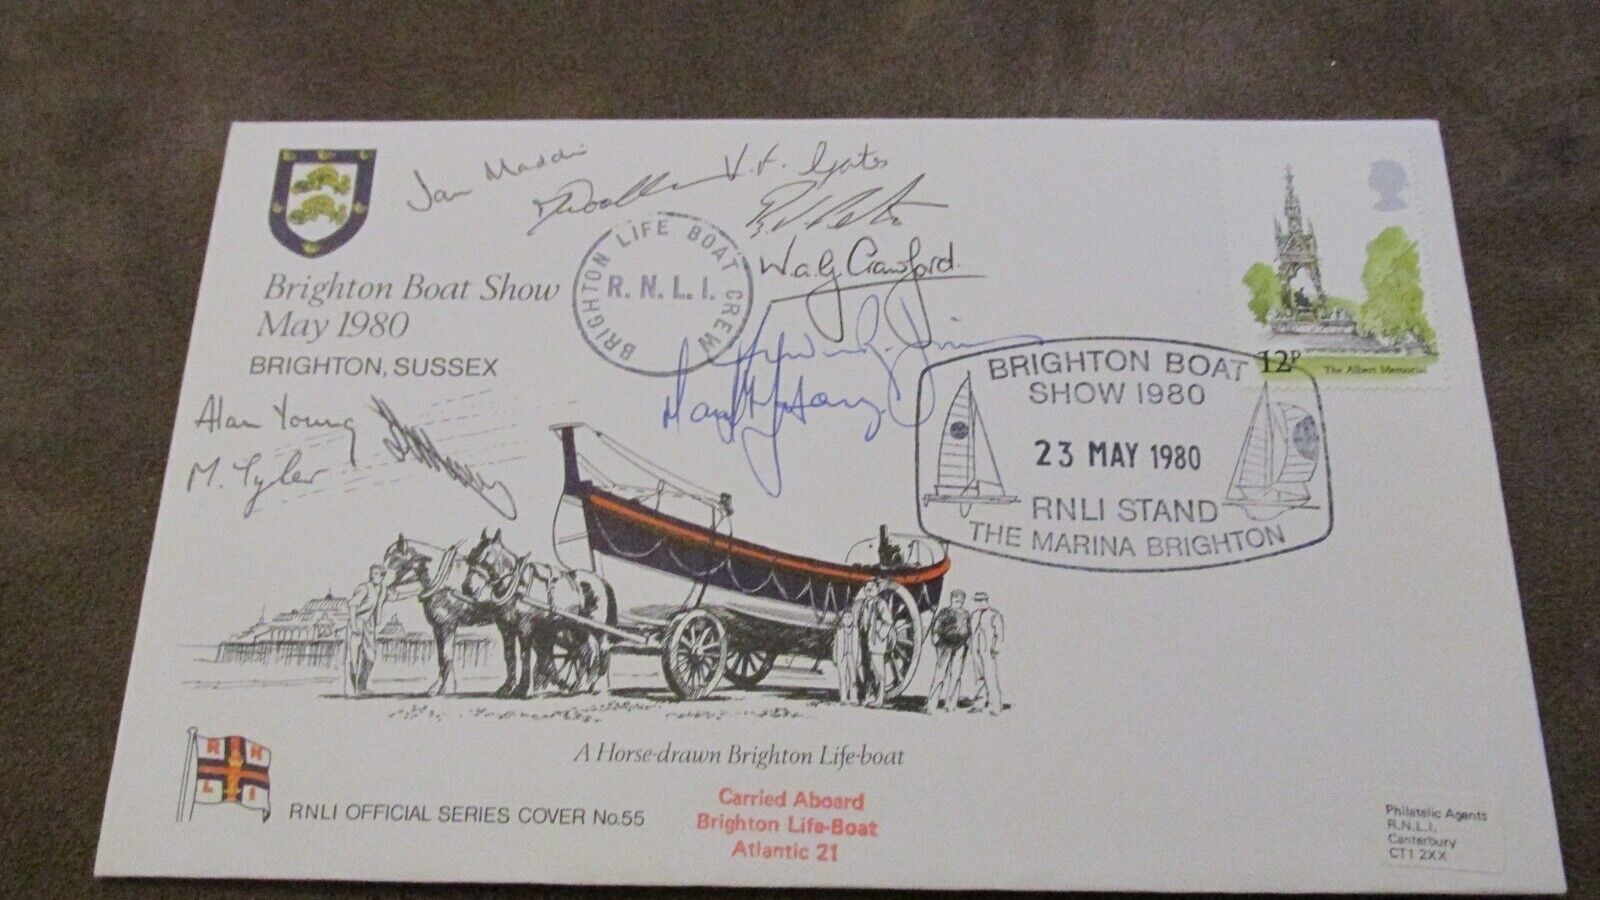 V. F. Gates
W.a.G Crawford
BRIGHTON LIFE BOAT CREW
R.N.L.I.
Brighton Boat Show
May 1980
BRIGHTON, SUSSEX
Alan Young
M. Tyler
12P
The Albert Memorial
BRIGHTON BOAT
SHOW 1980
23 MAY 1980
RNLI STAND
THE MARINA BRIGHTON
A Horse-drawn Brighton Life-boat
R N
L I
RNLI OFFICIAL SERIES COVER No.55
Carried Aboard
Brighton Life-Boat
Atlantic 21
Philatelic Agents
R.N.L.I.
Canterbury
CT1 2XX